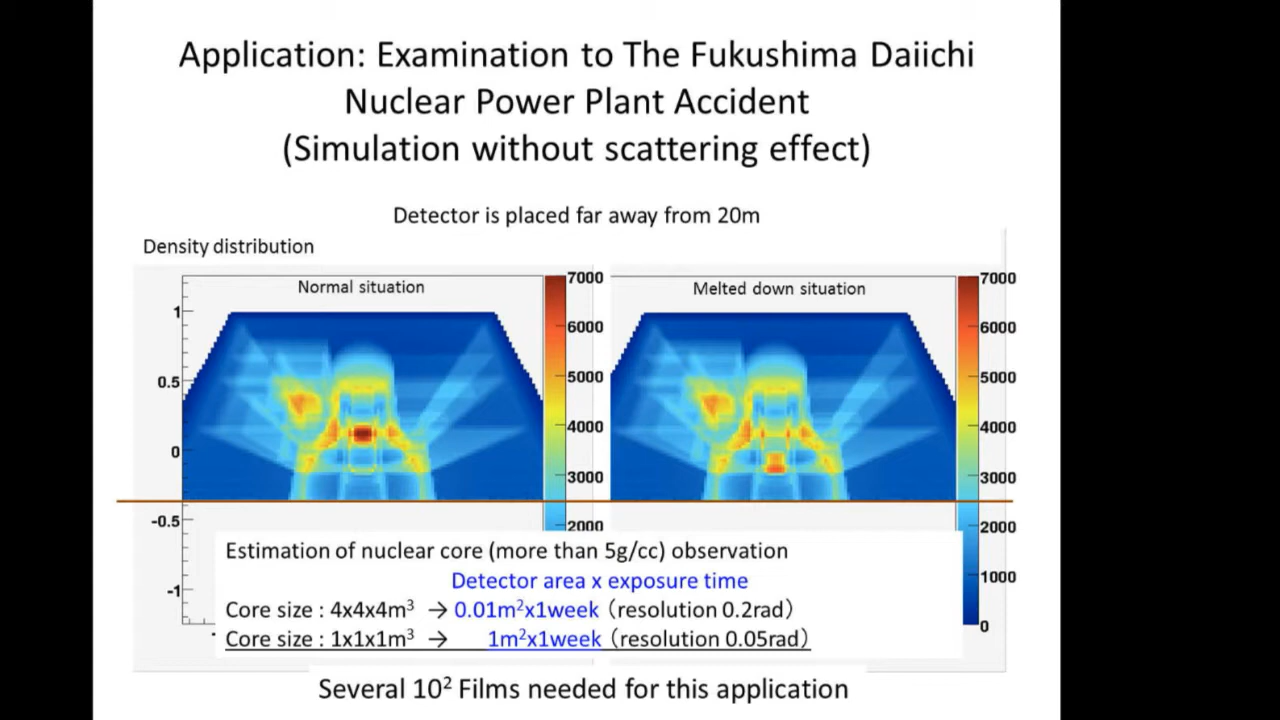 Application: Examination to The Fukushima Daiichi
Nuclear Power Plant Accident
(Simulation without scattering effect)
Detector is placed far away from 20m
Density distribution
Normal situation
7000
6000
5000
4000
3000
2000
1
0.5
0
-0.5
-1
Melted down situation
7000
6000
5000
4000
3000
2000
1000
0
Estimation of nuclear core (more than 5g/cc) observation
Detector area x exposure time
Core size : 4x4x4m³ → 0.01m²x1week (resolution 0.2rad)
Core size : 1x1x1m³ → 1m²x1week (resolution 0.05rad)
Several 10² Films needed for this application